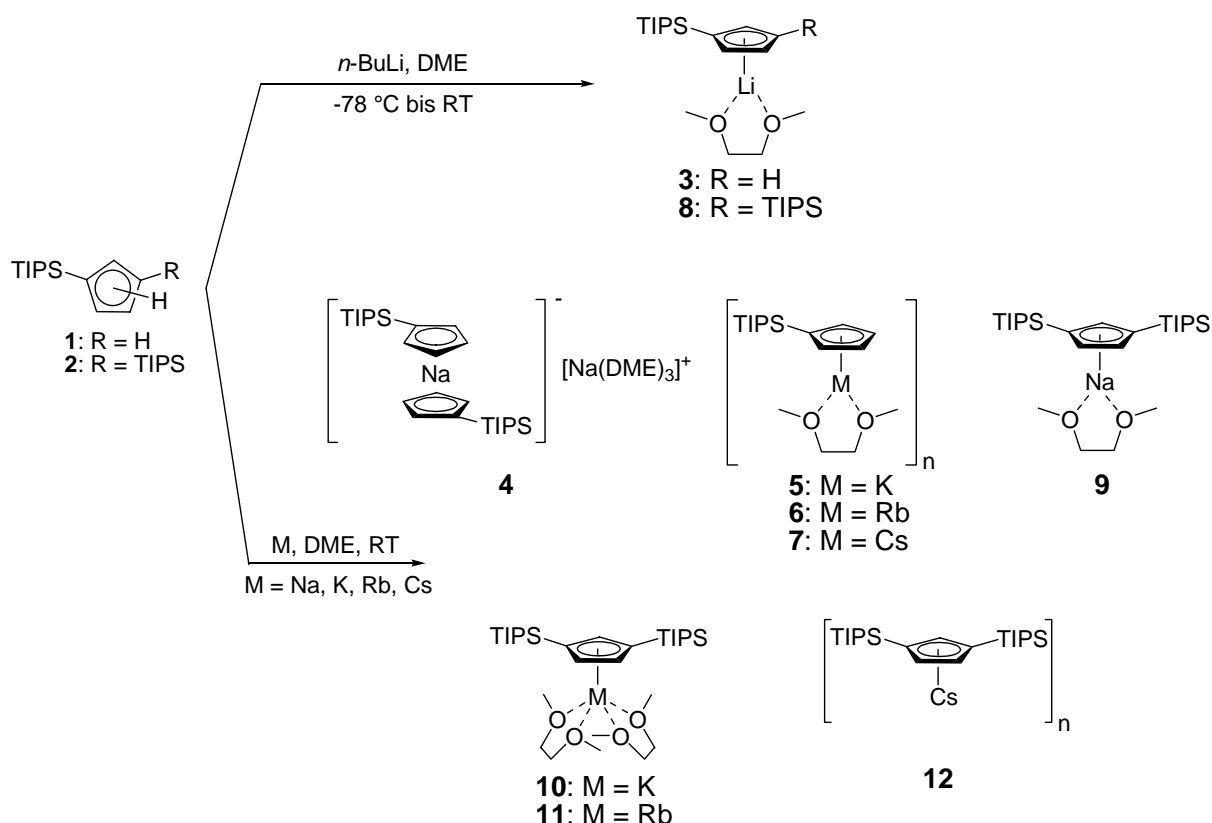 TIPS R
n-BuLi, DME
-78 °C bis RT
Li
O O
3: R = H
8: R = TIPS
TIPS R
H
1: R = H
2: R = TIPS
TIPS
Na
TIPS
-
[Na(DME)3]+
4
TIPS
M
O O
n
5: M = K
6: M = Rb
7: M = Cs
TIPS TIPS
Na
O O
9
M, DME, RT
M = Na, K, Rb, Cs
TIPS TIPS
M
O O
O O
10: M = K
11: M = Rb
TIPS TIPS
Cs
n
12